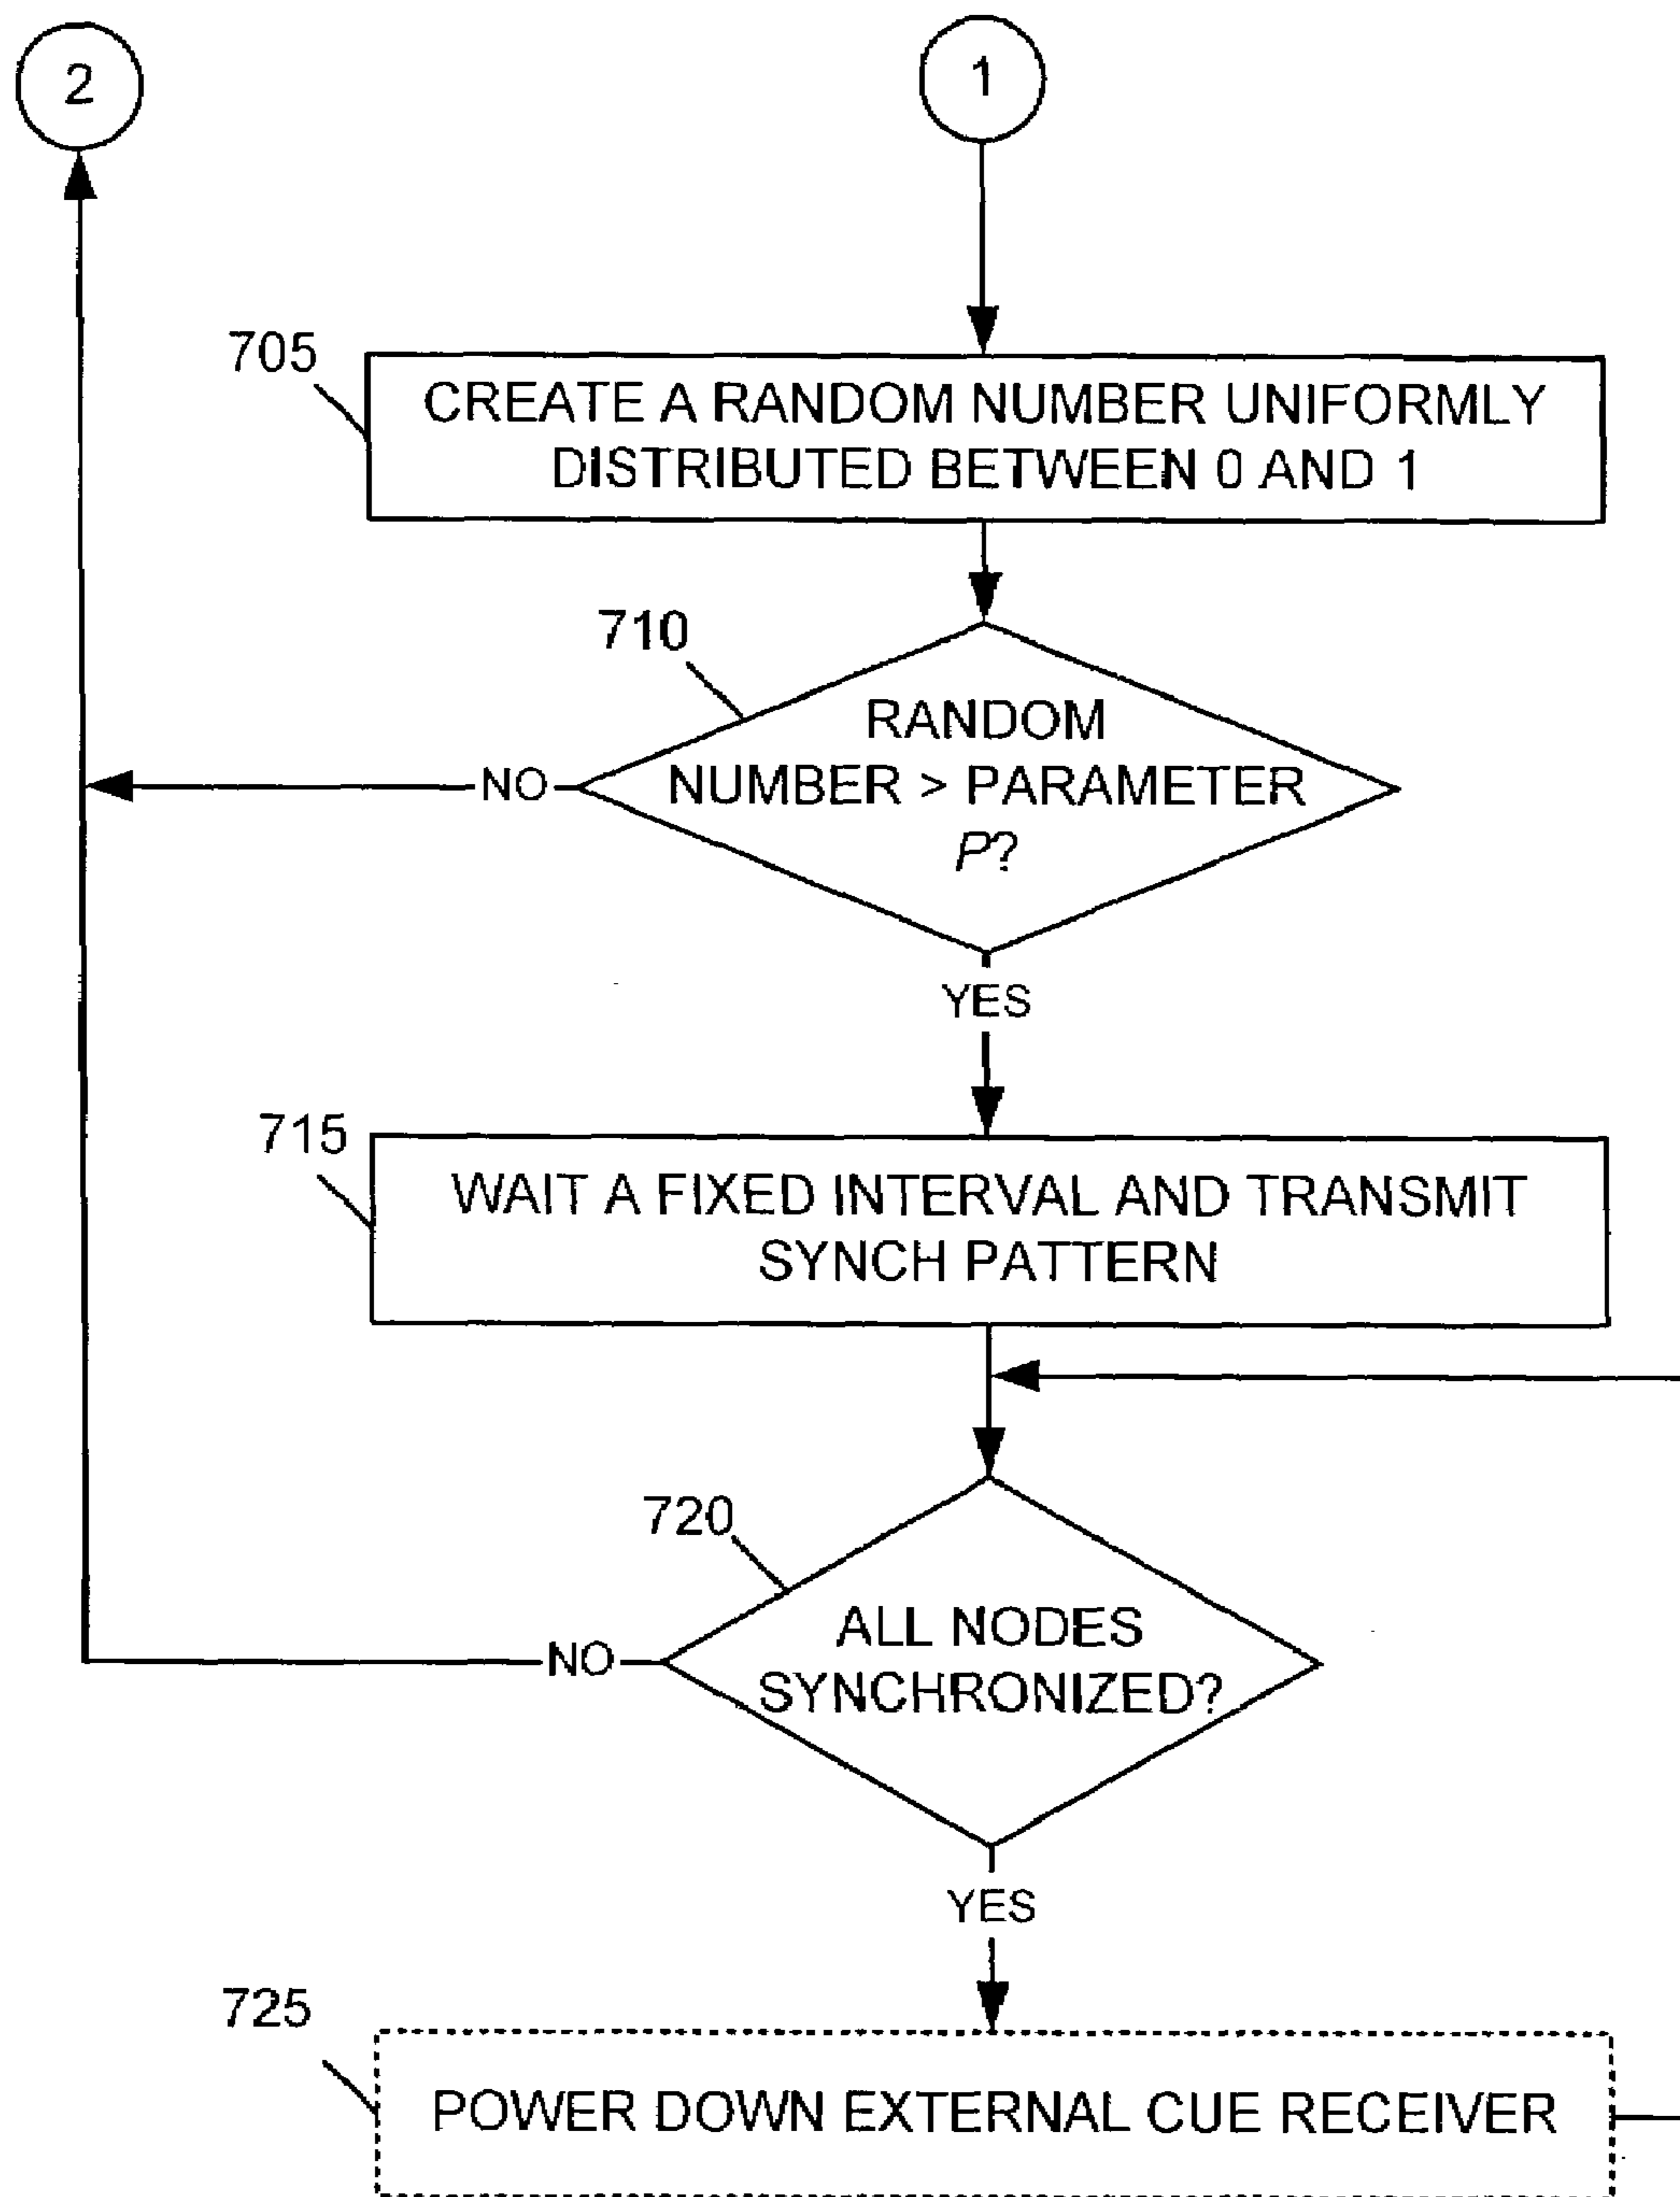 2
1
705
CREATE A RANDOM NUMBER UNIFORMLY
DISTRIBUTED BETWEEN 0 AND 1
710
RANDOM
NUMBER > PARAMETER
P?
NO
YES
715
WAIT A FIXED INTERVAL AND TRANSMIT
SYNCH PATTERN
720
ALL NODES
SYNCHRONIZED?
NO
YES
725
POWER DOWN EXTERNAL CUE RECEIVER